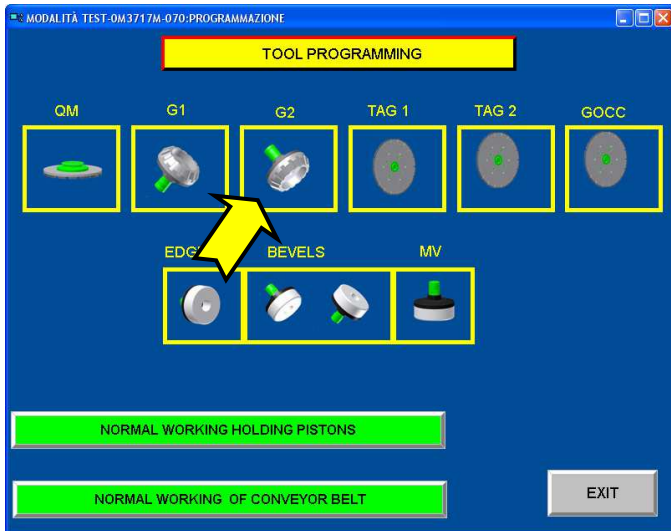 MODALITÀ TEST-0M3717M-070:PROGRAMMAZIONE
TOOL PROGRAMMING
QM G1 G2 TAG 1 TAG 2 GOCC
BEVELS MV
NORMAL WORKING HOLDING PISTONS
NORMAL WORKING OF CONVEYOR BELT
EXIT